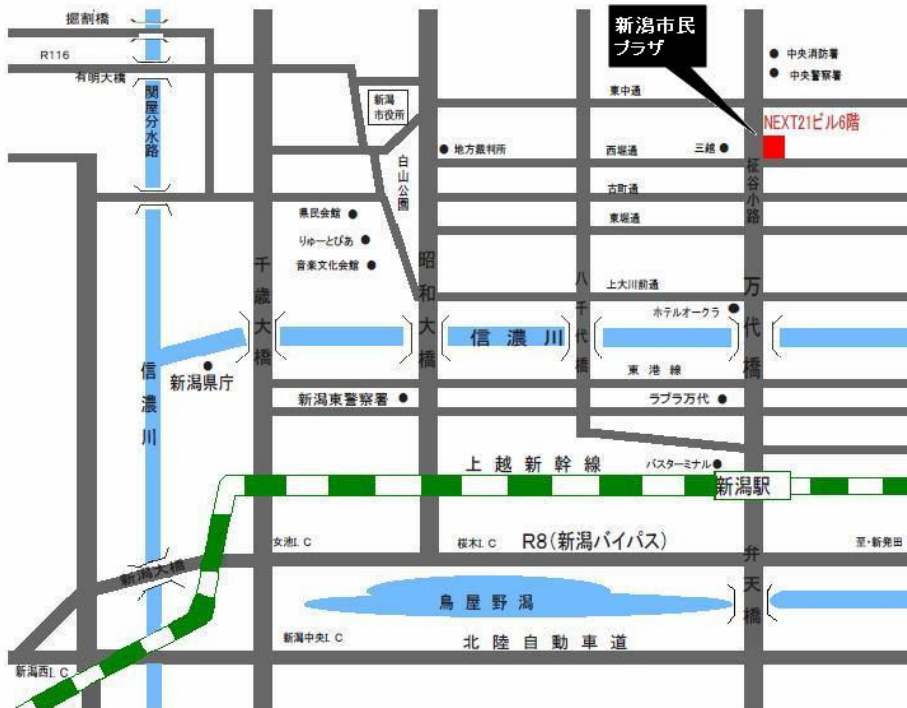 掘割橋
R116
有明大橋
関屋分水路
新潟
市役所
白山公園
新潟市民
プラザ
中央消防署
中央警察署
東中通
NEXT21ビル6階
地方裁判所
西堀通
三越
柾谷小路
古町通
東堀通
県民会館
りゅーとぴあ
音楽文化会館
千歳大橋
昭和大橋
八千代橋
上大川前通
万代橋
ホテルオークラ
信濃川
新潟県庁
信濃川
東港線
新潟東警察署
ラブラ万代
上越新幹線
バスターミナル
新潟駅
女池I.C
桜木I.C
R8(新潟バイパス)
至・新発田
新潟大橋
弁天橋
鳥屋野潟
新潟中央I.C
北陸自動車道
新潟西I.C